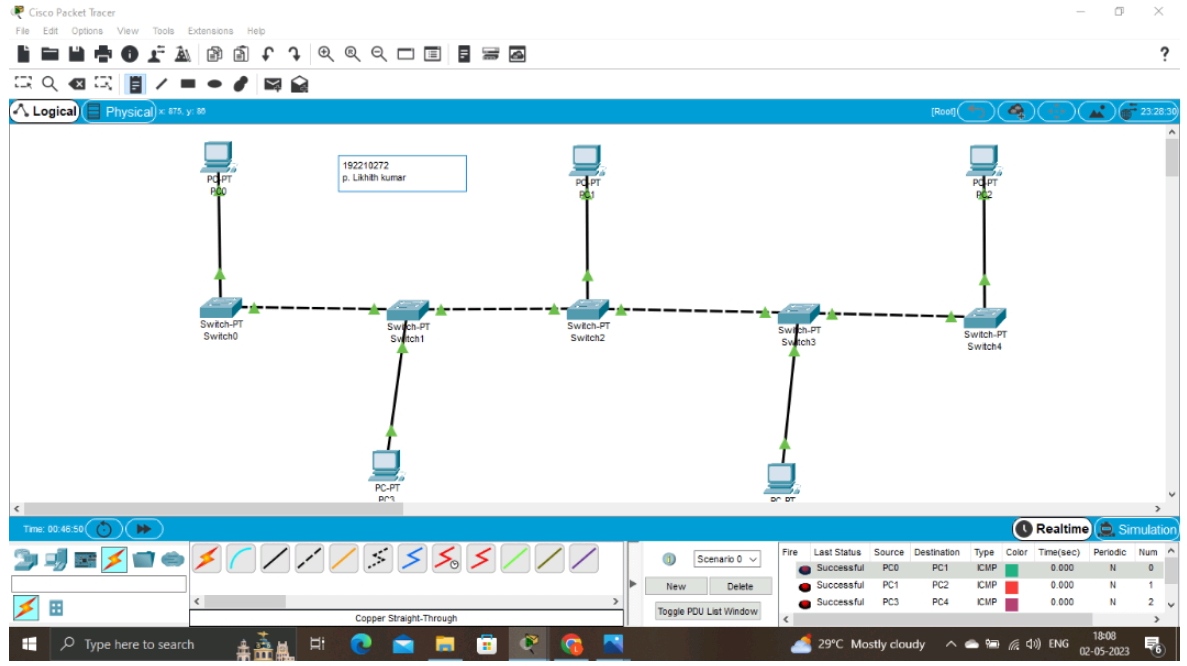 Cisco Packet Tracer
File Edit Options View Tools Extensions Help
?
Logical Physical x: 875, y: 86 [Root] 23:28:30
192210272
p. Likhith kumar
PC-PT
PC0
PC-PT
PC1
PC-PT
PC2
Switch-PT
Switch0
Switch-PT
Switch1
Switch-PT
Switch2
Switch-PT
Switch3
Switch-PT
Switch4
PC-PT
PC3
PC-PT
Time: 00:46:50 Realtime Simulation
Scenario 0
New Delete
Toggle PDU List Window
Copper Straight-Through
Fire Last Status Source Destination Type Color Time(sec) Periodic Num
Successful PC0 PC1 ICMP 0.000 N 0
Successful PC1 PC2 ICMP 0.000 N 1
Successful PC3 PC4 ICMP 0.000 N 2
Type here to search
29°C Mostly cloudy ENG 18:08
02-05-2023
6